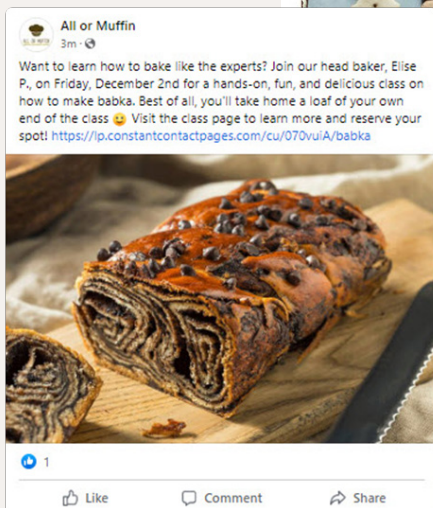 All or Muffin
3m ·
Want to learn how to bake like the experts? Join our head baker, Elise
P., on Friday, December 2nd for a hands-on, fun, and delicious class on
how to make babka. Best of all, you'll take home a loaf of your own
end of the class 😀 Visit the class page to learn more and reserve your
spot! https://lp.constantcontactpages.com/cu/070vuiA/babka
1
Like Comment Share